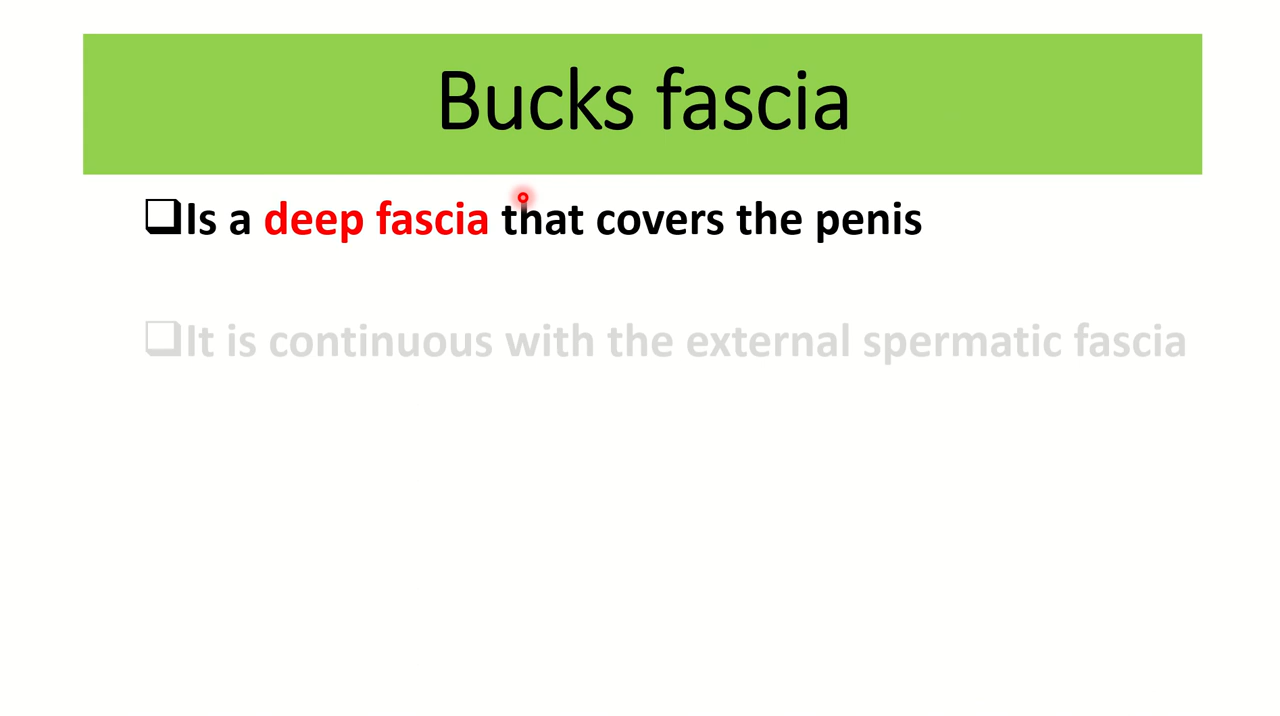 Bucks fascia
❑Is a deep fascia that covers the penis
❑It is continuous with the external spermatic fascia